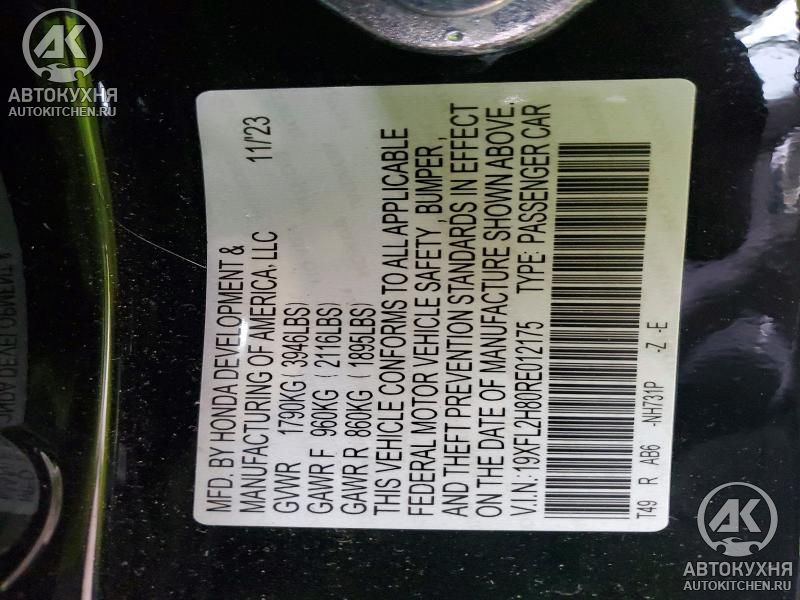 AK
АВТОКУХНЯ
AUTOKITCHEN.RU
MFD. BY HONDA DEVELOPMENT & 11/'23
MANUFACTURING OF AMERICA, LLC
GVWR 1790KG (3946LBS)
GAWR F 960KG (2116LBS)
GAWR R 860KG (1895LBS)
THIS VEHICLE CONFORMS TO ALL APPLICABLE
FEDERAL MOTOR VEHICLE SAFETY , BUMPER ,
AND THEFT PREVENTION STANDARDS IN EFFECT
ON THE DATE OF MANUFACTURE SHOWN ABOVE.
V.I.N: 19XFL2H80RE012175 TYPE: PASSENGER CAR
T49 R AB6 -NH731P -Z -E
AK
АВТОКУХНЯ
AUTOKITCHEN.RU